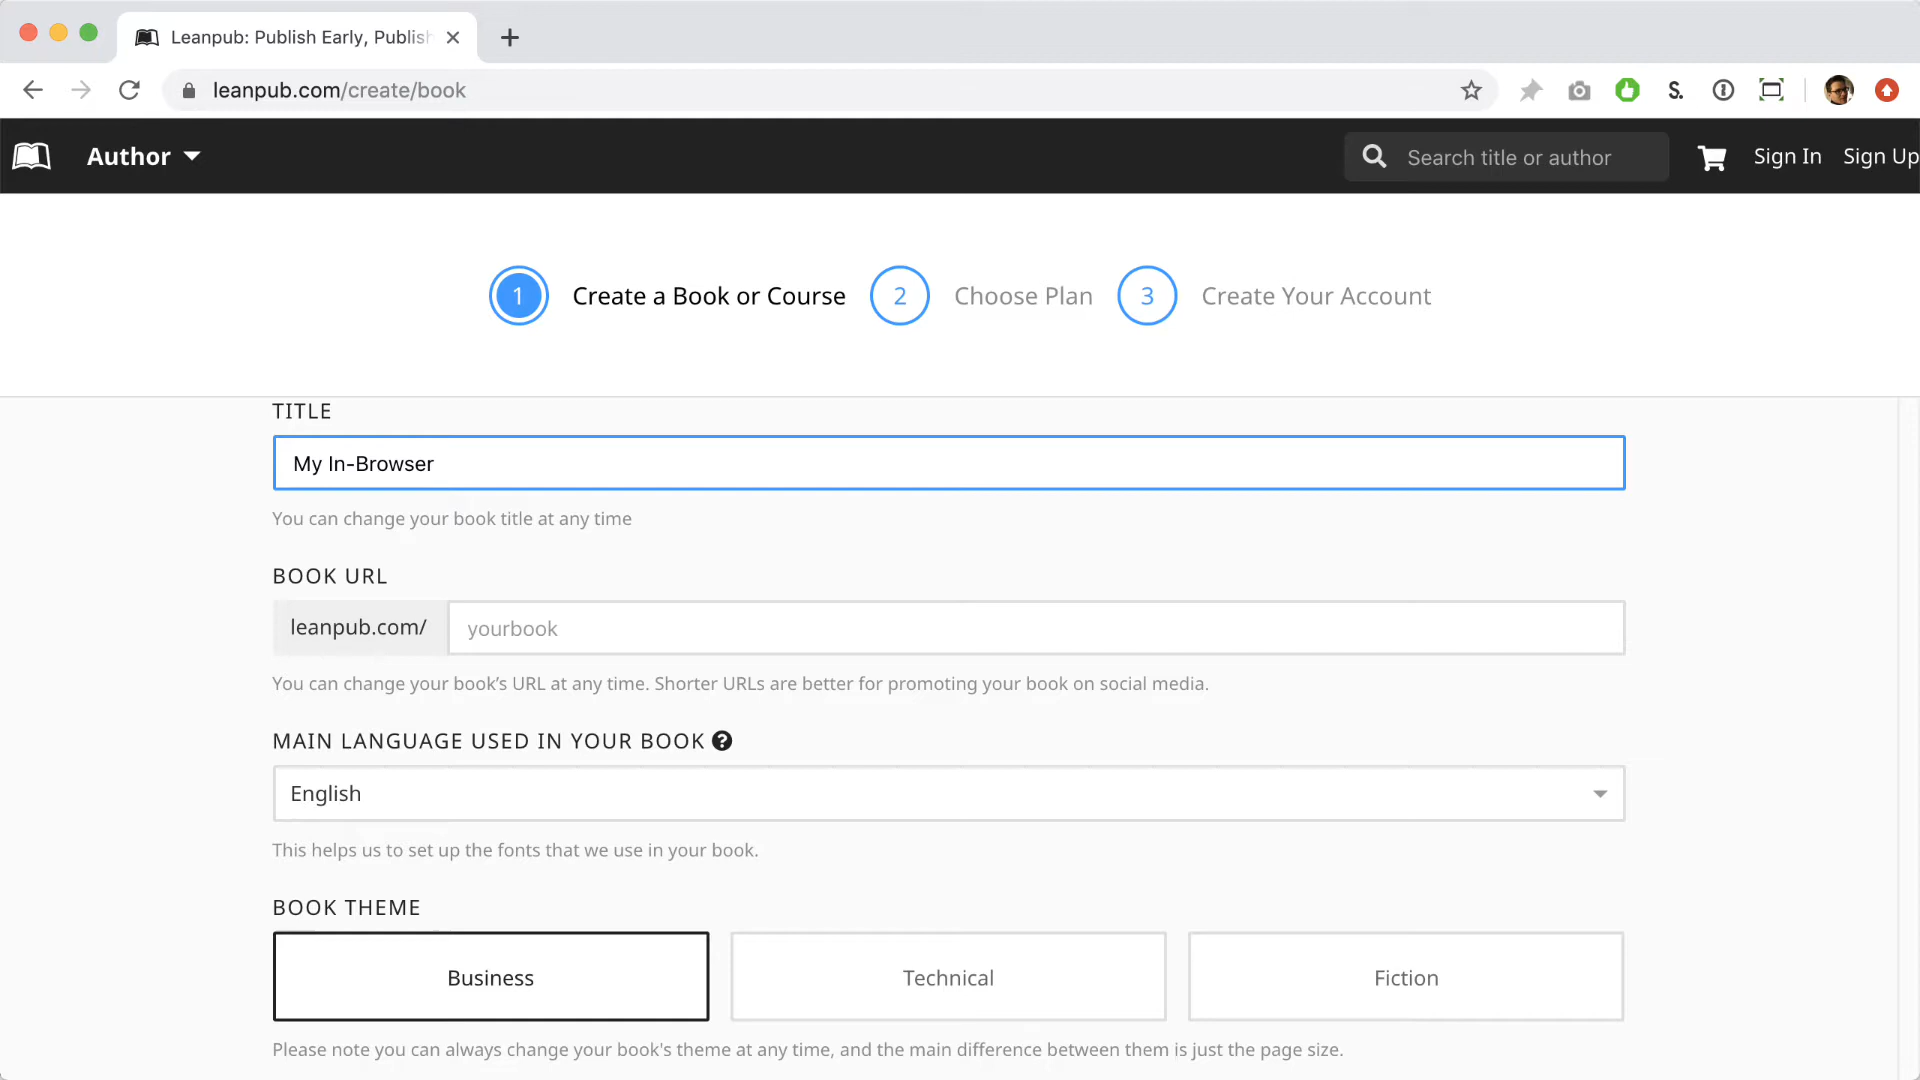 Leanpub: Publish Early, Publish
leanpub.com/create/book
S.
Author
Search title or author
Sign In
Sign Up
1 Create a Book or Course 2 Choose Plan 3 Create Your Account
TITLE
My In-Browser
You can change your book title at any time
BOOK URL
leanpub.com/ yourbook
You can change your book’s URL at any time. Shorter URLs are better for promoting your book on social media.
MAIN LANGUAGE USED IN YOUR BOOK ?
English
This helps us to set up the fonts that we use in your book.
BOOK THEME
Business
Technical
Fiction
Please note you can always change your book's theme at any time, and the main difference between them is just the page size.